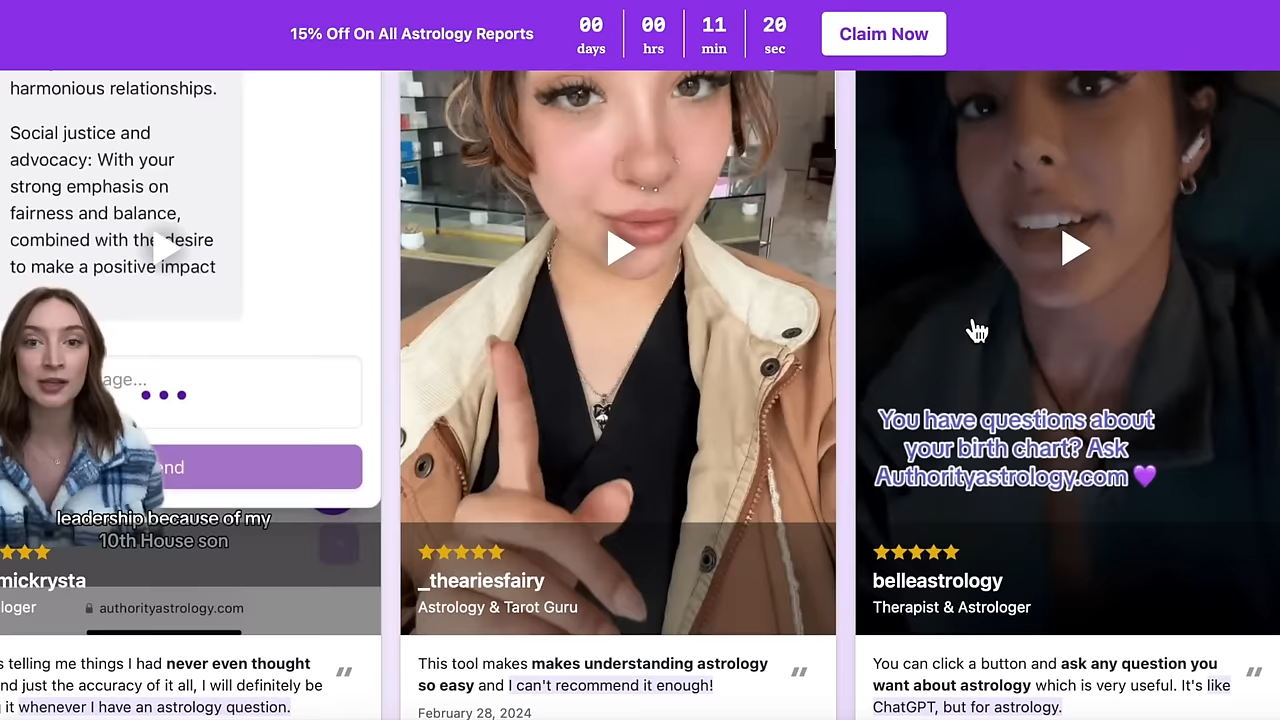 15% Off On All Astrology Reports
00 days
00 hrs
11 min
20 sec
Claim Now
harmonious relationships.
Social justice and
advocacy: With your
strong emphasis on
fairness and balance,
combined with the desire
to make a positive impact
age...
end
leadership because of my
10th House son
mickrysta
loger
authorityastrology.com
s telling me things I had never even thought
nd just the accuracy of it all, I will definitely be
it whenever I have an astrology question.
_theariesfairy
Astrology & Tarot Guru
This tool makes makes understanding astrology
so easy and I can't recommend it enough!
February 28, 2024
You have questions about
your birth chart? Ask
Authorityastrology.com 💜
belleastrology
Therapist & Astrologer
You can click a button and ask any question you
want about astrology which is very useful. It's like
ChatGPT, but for astrology.